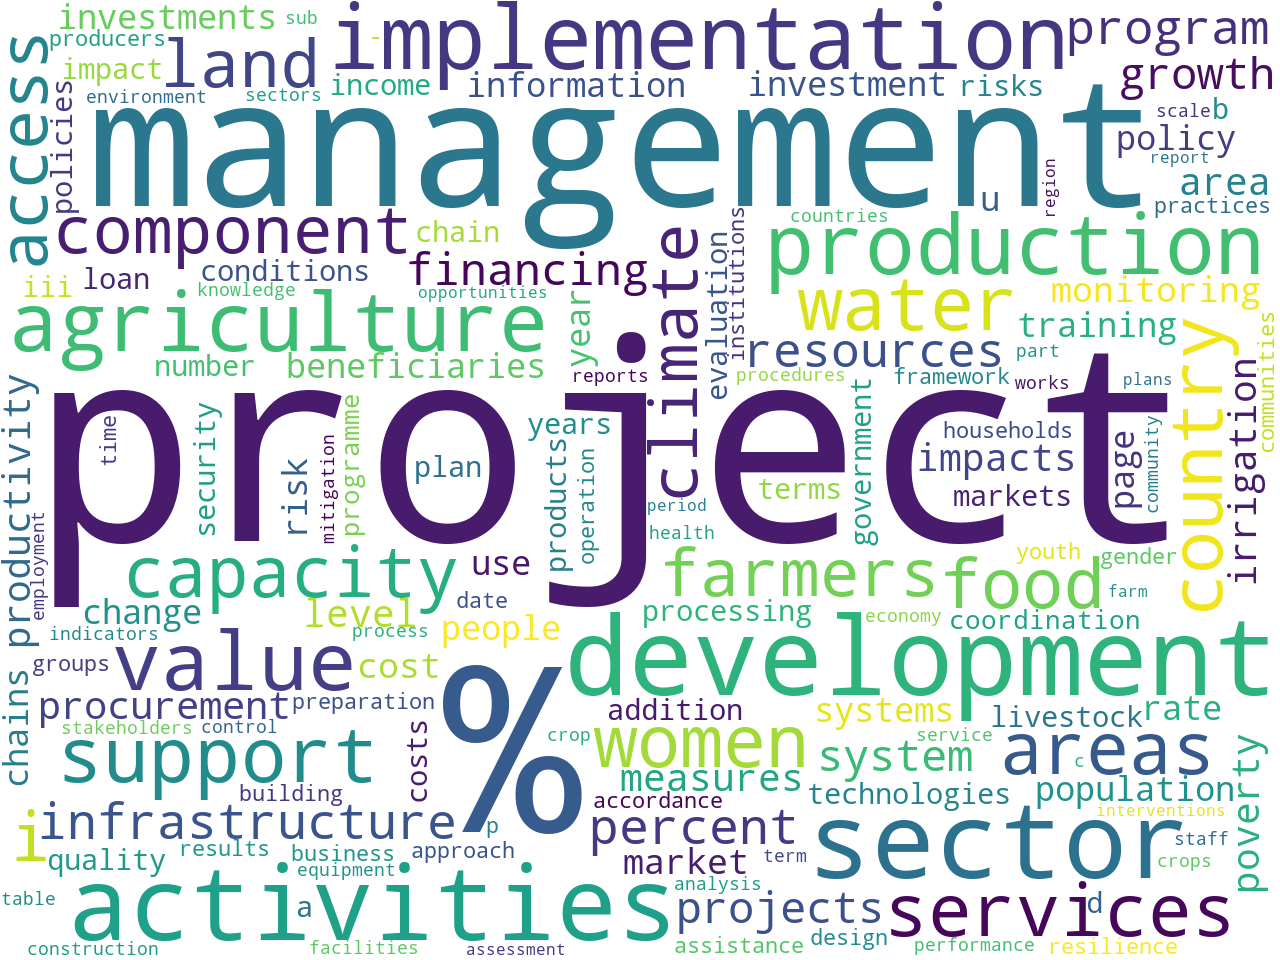 investments
sub
-
implementation
program
producers
land
growth
access
impact
income
information
investment
risks
environment
sectors
scale
b
policies
management
policy
report
area
region
practices
u
component
chain
countries
production
institutions
climate
evaluation
conditions
financing
iii
loan
knowledge
opportunities
water
monitoring
agriculture
year
training
communities
country
number
beneficiaries
resources
part
reports
procedures
framework
works
plans
irrigation
project
productivity
time
security
programme
years
government
households
page
community
risk
mitigation
plan
products
operation
impacts
terms
markets
period
health
employment
capacity
use
farmers
food
youth
gender
farm
change
level
date
processing
economy
coordination
indicators
process
people
development
groups
value
cost
chains
procurement
preparation
%
addition
systems
livestock
rate
stakeholders
control
costs
crop
women
service
areas
support
system
c
poverty
measures
building
technologies
population
accordance
interventions
i
infrastructure
p
percent
sector
staff
quality
results
business
approach
market
term
crops
equipment
table
activities
analysis
a
projects
services
d
design
construction
facilities
assessment
assistance
performance
resilience